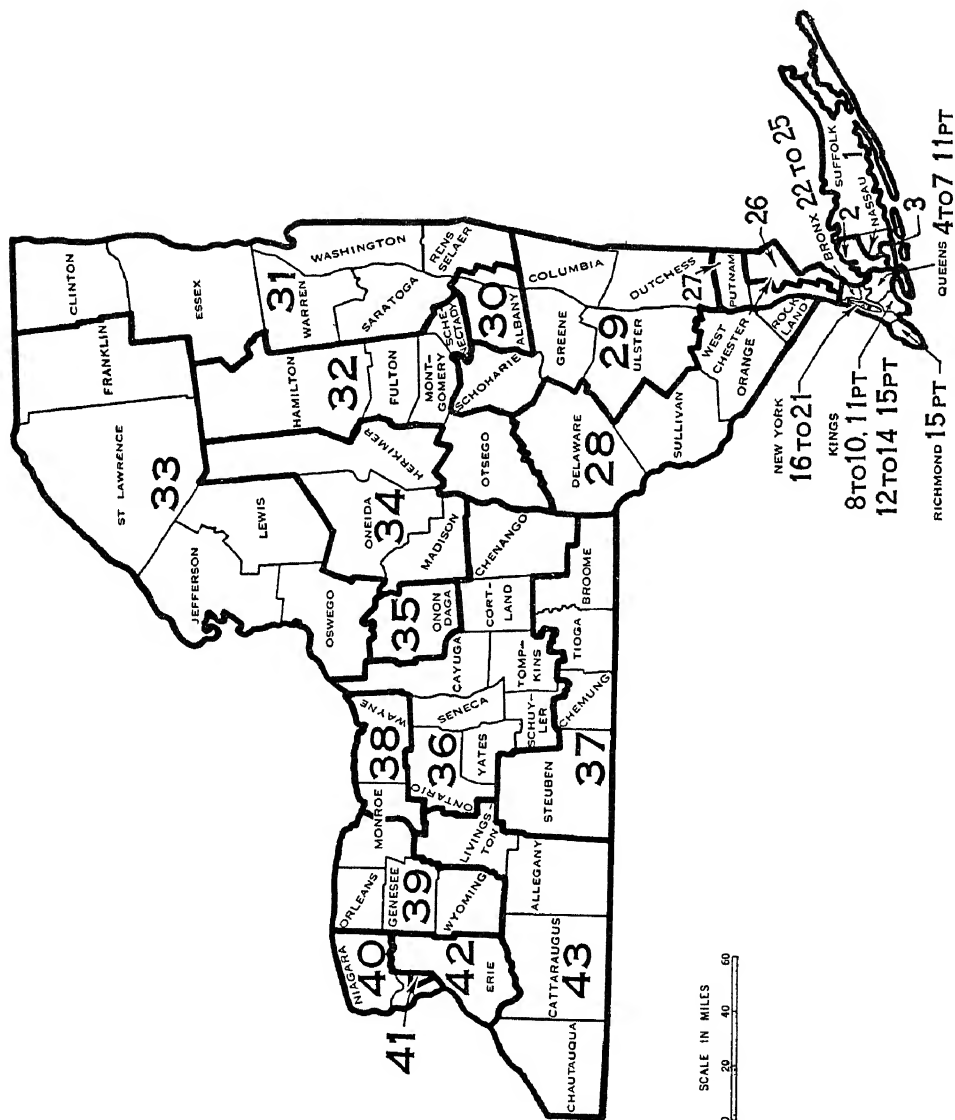 CLINTON
FRANKLIN
ST LAWRENCE
33
ESSEX
JEFFERSON
LEWIS
HAMILTON
32
31
WARREN
WASHINGTON
OSWEGO
ONEIDA
34
HERKIMER
FULTON
SARATOGA
MONT-
GOMERY
SCHE-
NECTADY
RENS
SELAER
30
ALBANY
SCHOHARIE
OTSEGO
MADISON
35
ONON
DAGA
CAYUGA
CORT-
LAND
CHENANGO
WAYNE
38
MONROE
SENECA
36
ONTARIO
YATES
TOMP-
KINS
SCHUY-
LER
ORLEANS
NIAGARA
40
GENESEE
39
WYOMING
LIVINGS-
TON
41
42
ERIE
CHAUTAUQUA
CATTARAUGUS
43
ALLEGANY
STEUBEN
37
CHEMUNG
TIOGA
BROOME
DELAWARE
28
GREENE
29
ULSTER
COLUMBIA
DUTCHESS
27
PUTNAM
SULLIVAN
ORANGE
WEST
CHESTER
ROCK
LAND
26
BRONX 22 TO 25
NEW YORK
16 TO 21
KINGS
8 TO 10, 11 PT
12 TO 14 15 PT
RICHMOND 15 PT
QUEENS 4 TO 7 11 PT
SUFFOLK
1
2
NASSAU
3
SCALE IN MILES
0 20 40 60